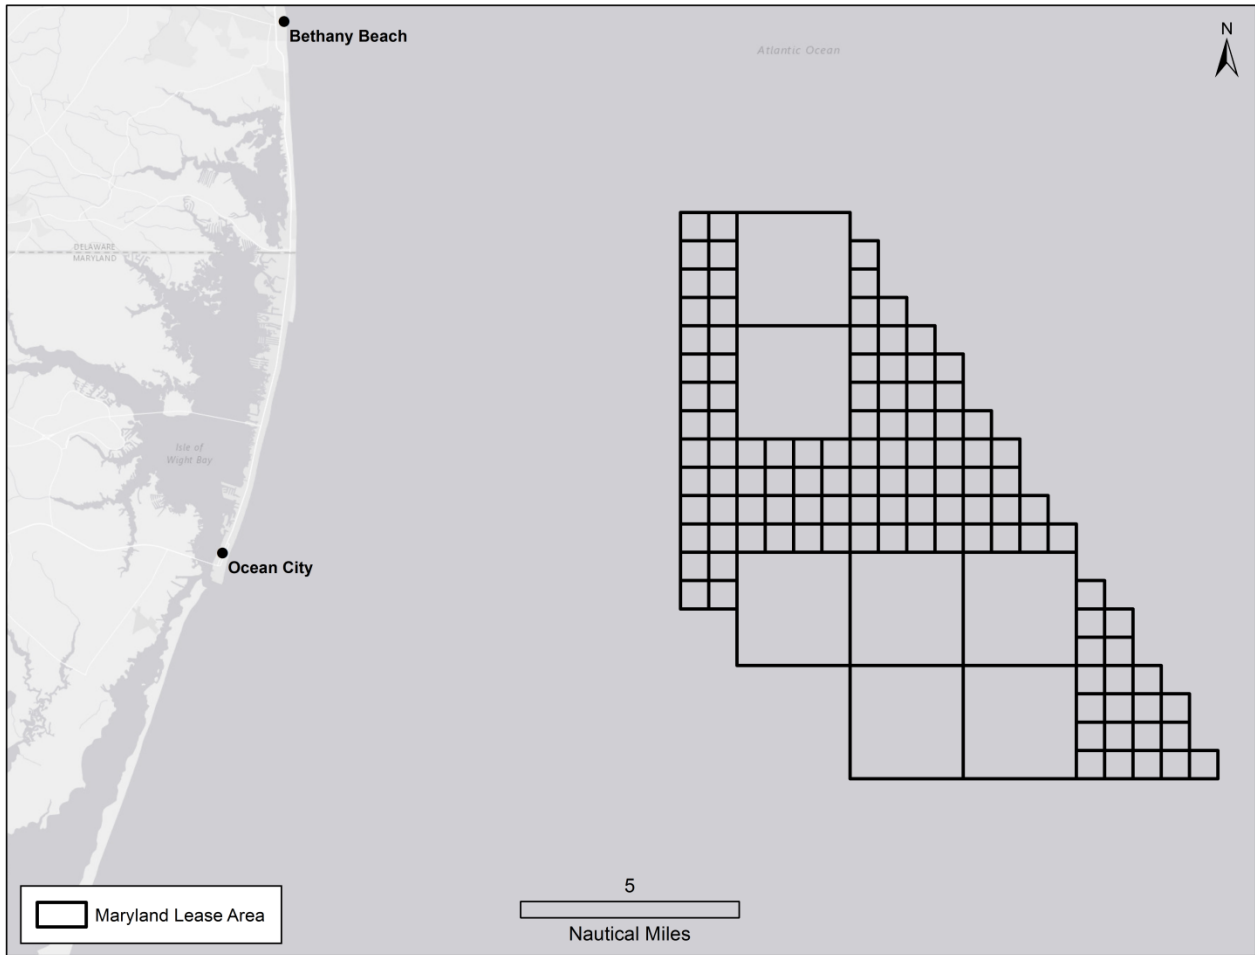 Bethany Beach
Atlantic Ocean
N
DELAWARE
MARYLAND
Isle of
Wight Bay
Ocean City
Maryland Lease Area
5
Nautical Miles